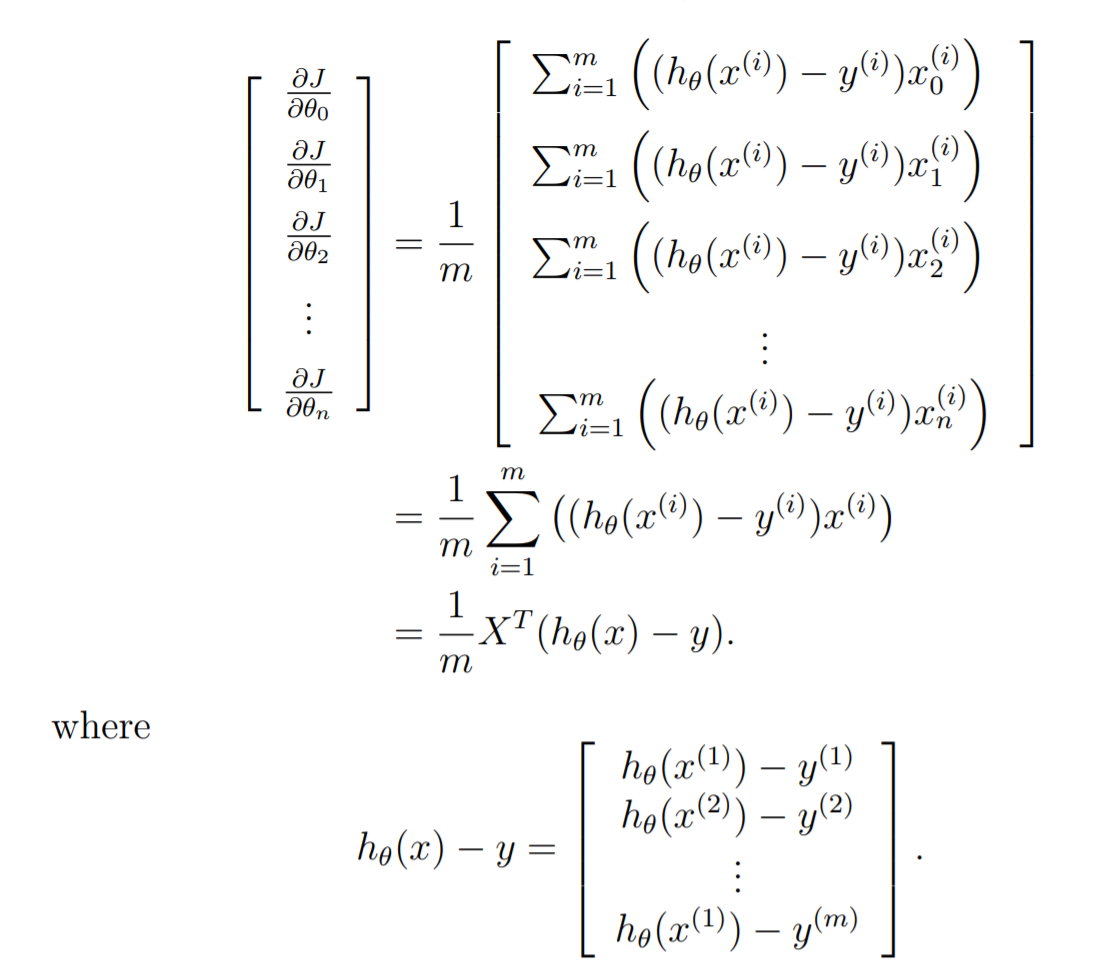 $$\begin{bmatrix} \frac{\partial J}{\partial \theta_0} \\ \frac{\partial J}{\partial \theta_1} \\ \frac{\partial J}{\partial \theta_2} \\ \vdots \\ \frac{\partial J}{\partial \theta_n} \end{bmatrix} = \frac{1}{m} \begin{bmatrix} \sum_{i=1}^{m} \left( (h_\theta(x^{(i)}) - y^{(i)}) x_0^{(i)} \right) \\ \sum_{i=1}^{m} \left( (h_\theta(x^{(i)}) - y^{(i)}) x_1^{(i)} \right) \\ \sum_{i=1}^{m} \left( (h_\theta(x^{(i)}) - y^{(i)}) x_2^{(i)} \right) \\ \vdots \\ \sum_{i=1}^{m} \left( (h_\theta(x^{(i)}) - y^{(i)}) x_n^{(i)} \right) \end{bmatrix}$$
$$= \frac{1}{m} \sum_{i=1}^{m} \left( (h_\theta(x^{(i)}) - y^{(i)}) x^{(i)} \right)$$
$$= \frac{1}{m} X^T (h_\theta(x) - y).$$
where
$$h_\theta(x) - y = \begin{bmatrix} h_\theta(x^{(1)}) - y^{(1)} \\ h_\theta(x^{(2)}) - y^{(2)} \\ \vdots \\ h_\theta(x^{(1)}) - y^{(m)} \end{bmatrix}.$$